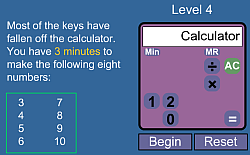 Level 4
Most of the keys have
fallen off the calculator.
You have 3 minutes to
make the following eight
numbers:
3 7
4 8
5 9
6 10
Calculator
Min MR
÷ AC
×
1 2
0 =
Begin Reset